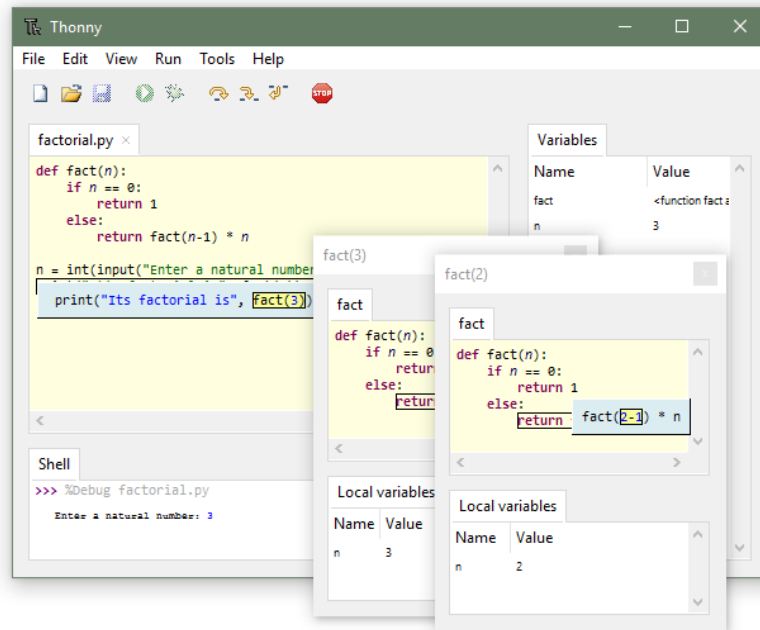 Thonny
File Edit View Run Tools Help
STOP
factorial.py ×
def fact(n):
    if n == 0:
        return 1
    else:
        return fact(n-1) * n
n = int(input("Enter a natural number
print("Its factorial is", fact(3))
Shell
>>> %Debug factorial.py
Enter a natural number: 3
Variables
Name Value
fact <function fact a
n 3
fact(3)
fact
def fact(n):
    if n == 0
        retur
    else:
        retur
Local variables
Name Value
n 3
fact(2)
x
fact
def fact(n):
    if n == 0:
        return 1
    else:
        return
fact(2-1) * n
Local variables
Name Value
n 2